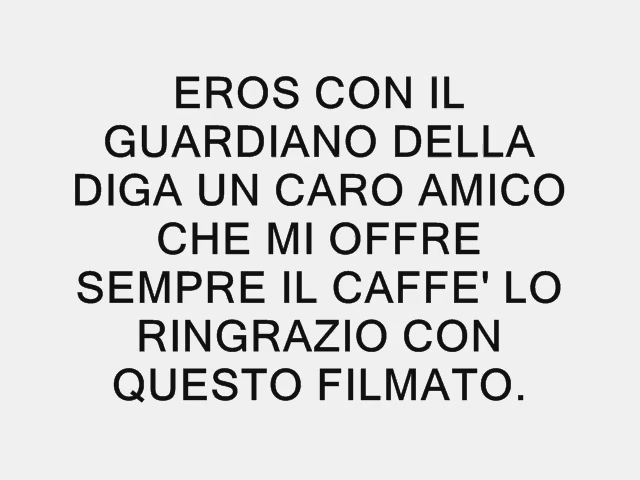 EROS CON IL
GUARDIANO DELLA
DIGA UN CARO AMICO
CHE MI OFFRE
SEMPRE IL CAFFE' LO
RINGRAZIO CON
QUESTO FILMATO.